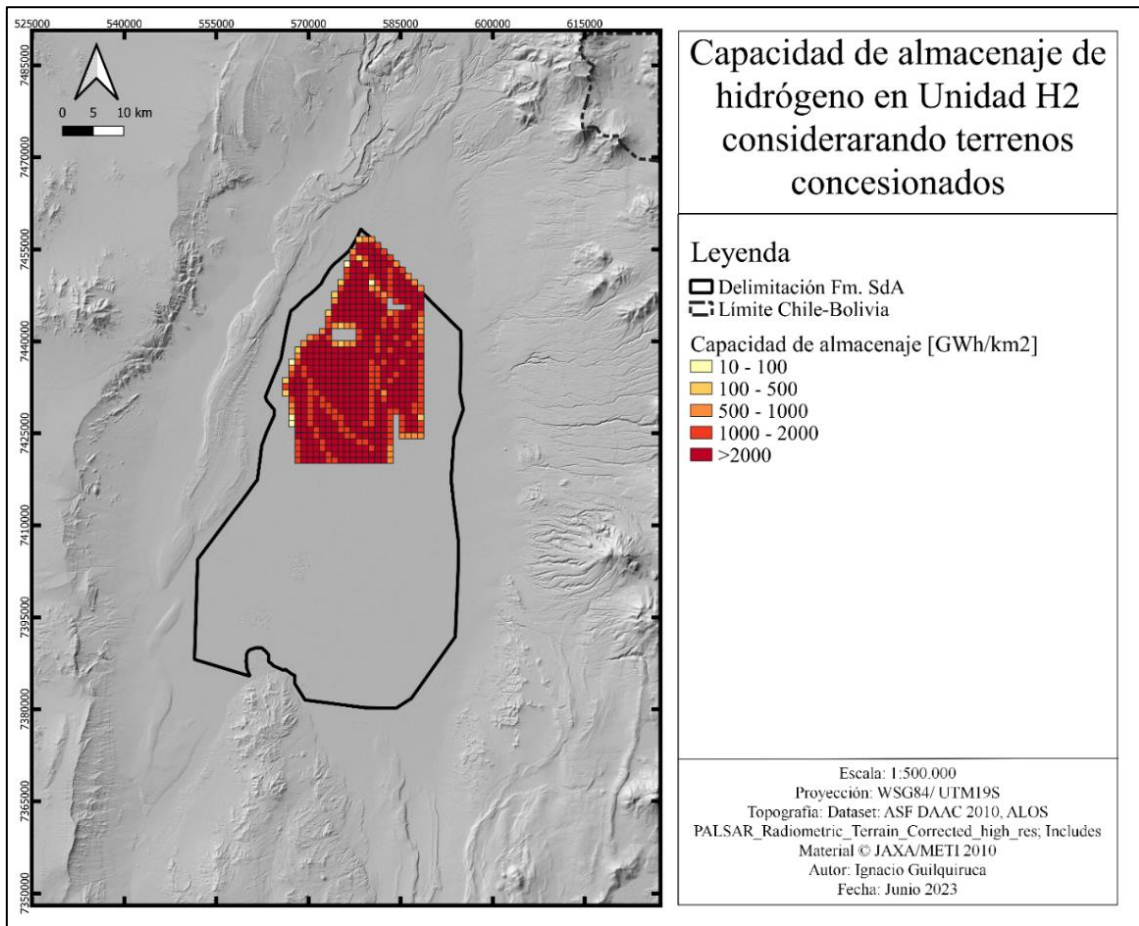 525000 540000 555000 570000 585000 600000 615000
7485000
7470000
7455000
7440000
7425000
7410000
7395000
7380000
7365000
7350000
0 5 10 km
Capacidad de almacenaje de
hidrógeno en Unidad H2
considerarando terrenos
concesionados
Leyenda
Delimitación Fm. SdA
Límite Chile-Bolivia
Capacidad de almacenaje [GWh/km2]
10 - 100
100 - 500
500 - 1000
1000 - 2000
>2000
Escala: 1:500.000
Proyección: WSG84/ UTM19S
Topografía: Dataset: ASF DAAC 2010, ALOS
PALSAR_Radiometric_Terrain_Corrected_high_res; Includes
Material © JAXA/METI 2010
Autor: Ignacio Guilquiruca
Fecha: Junio 2023